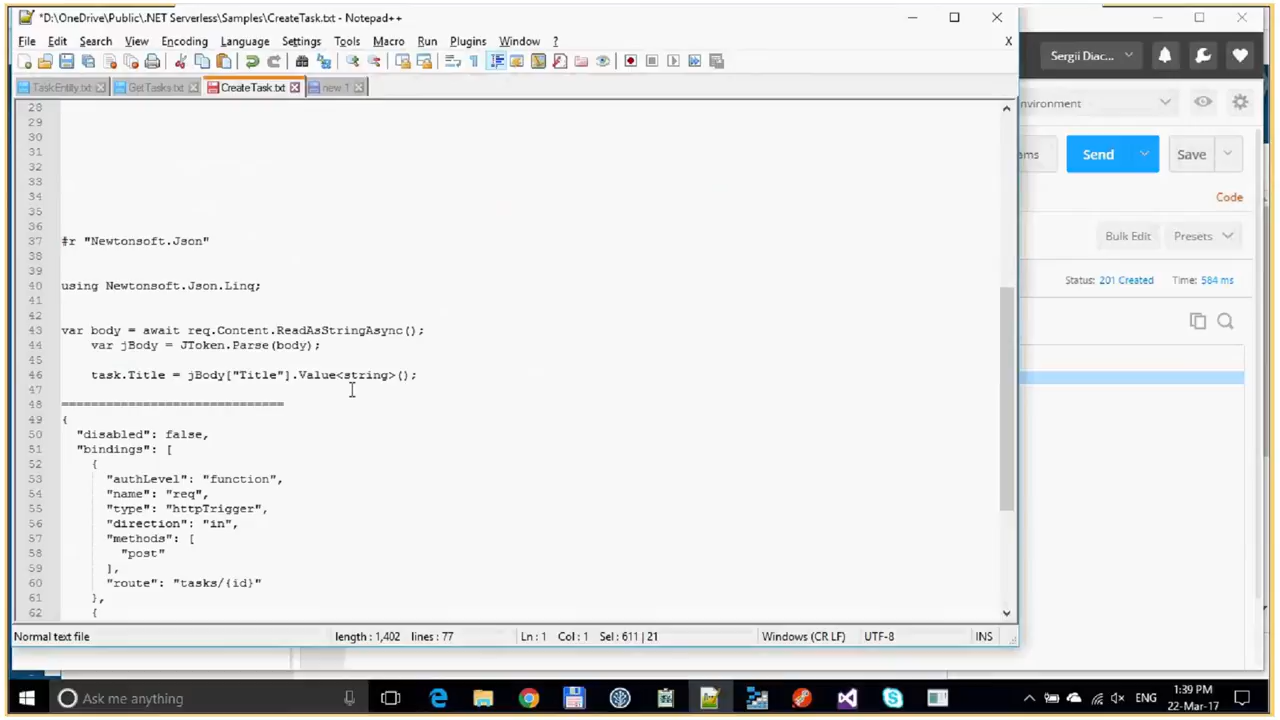 *D:\OneDrive\Public\.NET Serverless\Samples\CreateTask.txt - Notepad++
File Edit Search View Encoding Language Settings Tools Macro Run Plugins Window ? X
TaskEntity.txt GetTasks.txt CreateTask.txt new 1
28
29
30
31
32
33
34
35
36
37 #r "Newtonsoft.Json"
38
39
40 using Newtonsoft.Json.Linq;
41
42
43 var body = await req.Content.ReadAsStringAsync();
44 var jBody = JToken.Parse(body);
45
46 task.Title = jBody["Title"].Value<string>();
47
48 ==============================
49 {
50 "disabled": false,
51 "bindings": [
52 {
53 "authLevel": "function",
54 "name": "req",
55 "type": "httpTrigger",
56 "direction": "in",
57 "methods": [
58 "post"
59 ],
60 "route": "tasks/{id}"
61 },
62 {
Normal text file length : 1,402 lines : 77 Ln : 1 Col : 1 Sel : 611 | 21 Windows (CR LF) UTF-8 INS
Sergii Diac...
nvironment
ams Send Save
Code
Bulk Edit Presets
Status: 201 Created Time: 584 ms
Ask me anything
ENG
1:39 PM
22-Mar-17